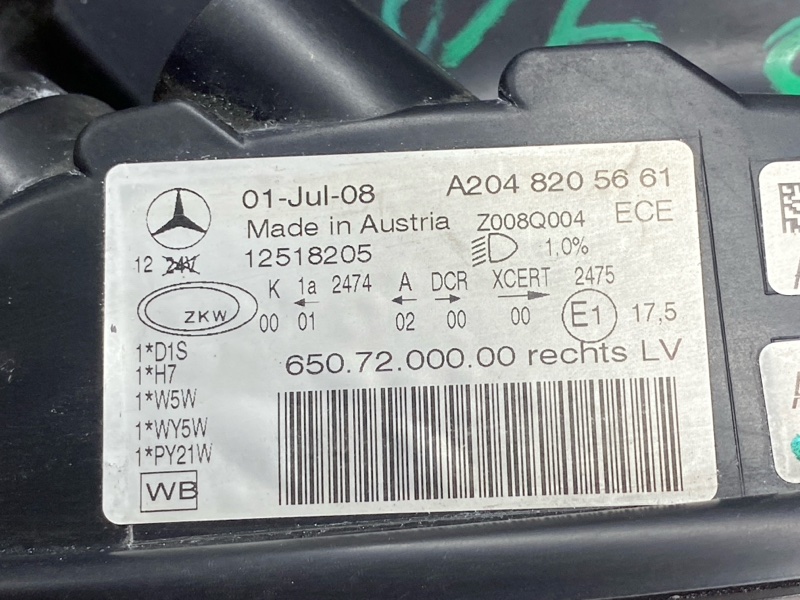 01-Jul-08 A204 820 56 61
Made in Austria Z008Q004 ECE
12 24V 12518205 1,0%
K 1a 2474 A DCR XCERT 2475
ZKW 00 01 02 00 00 E1 17,5
650.72.000.00 rechts LV
1*D1S
1*H7
1*W5W
1*WY5W
1*PY21W
WB